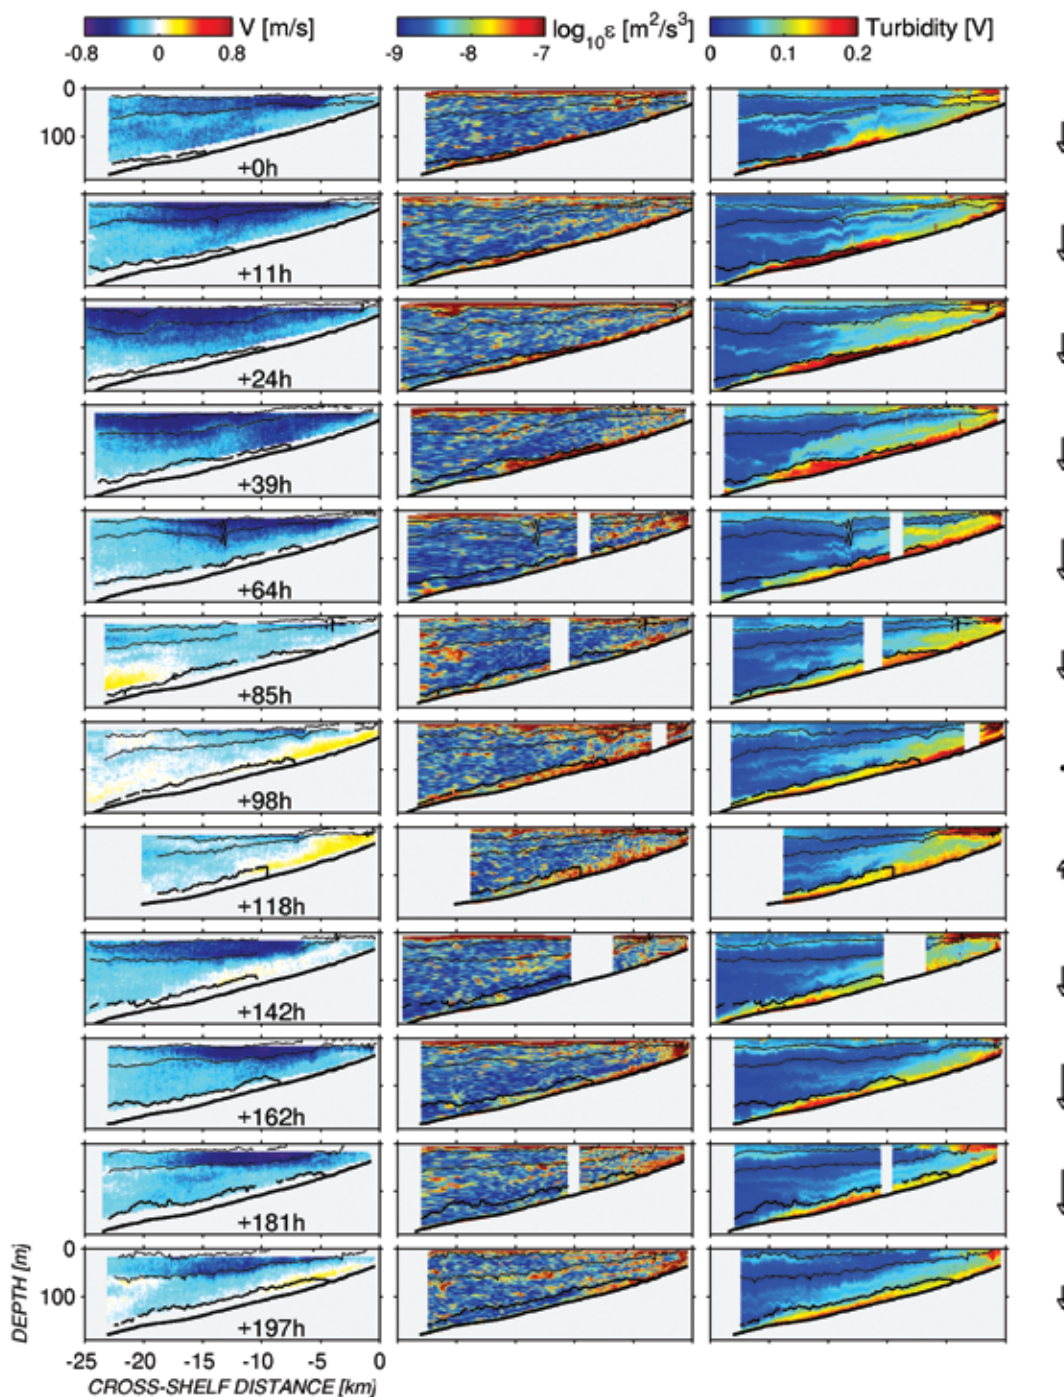 V [m/s] log10ε [m²/s³] Turbidity [V]
-0.8 0 0.8 -9 -8 -7 0 0.1 0.2
0
100
+0h
+11h
+24h
+39h
+64h
+85h
+98h
+118h
+142h
+162h
+181h
0
100
+197h
DEPTH [m]
-25 -20 -15 -10 -5 0
CROSS-SHELF DISTANCE [km]